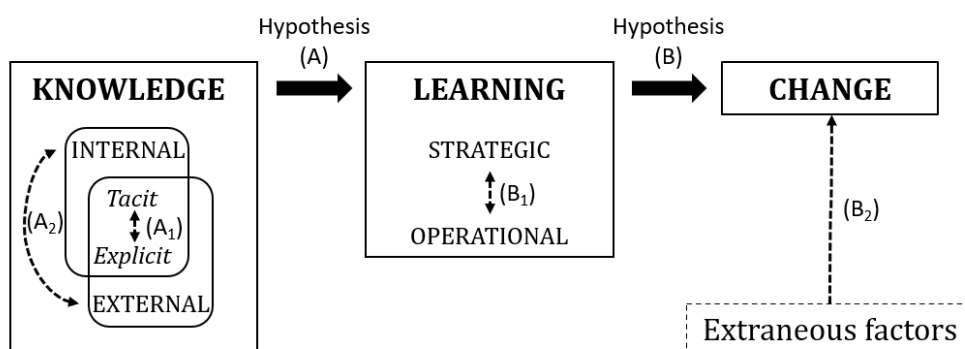 Hypothesis
(A)
Hypothesis
(B)
KNOWLEDGE
LEARNING
CHANGE
INTERNAL
STRATEGIC
Tacit
(A₂)
(A₁)
(B₁)
(B₂)
Explicit
OPERATIONAL
EXTERNAL
Extraneous factors